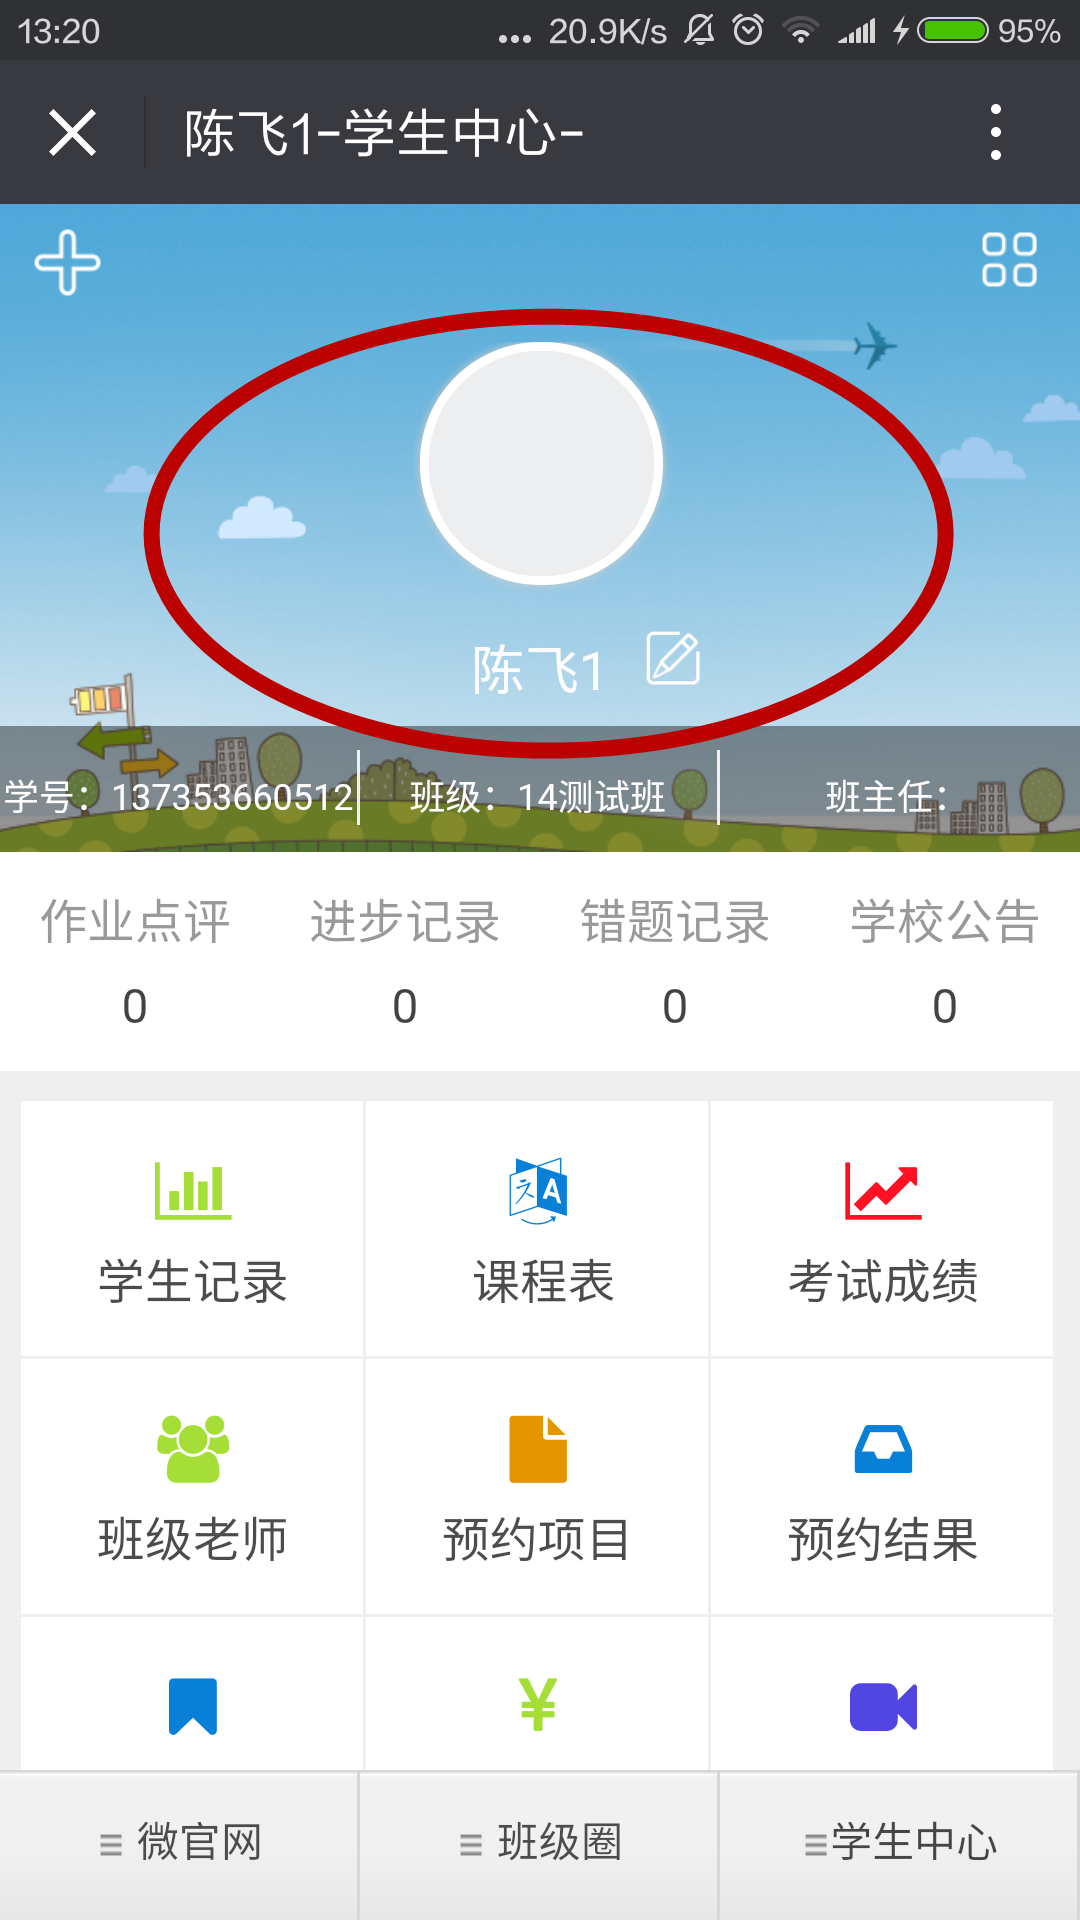 13:20 ... 20.9K/s 95%
陈飞1-学生中心-
陈飞1
学号：137353660512 班级：14测试班 班主任：
作业点评 进步记录 错题记录 学校公告
0 0 0 0
学生记录 课程表 考试成绩
班级老师 预约项目 预约结果
¥
微官网 班级圈 学生中心